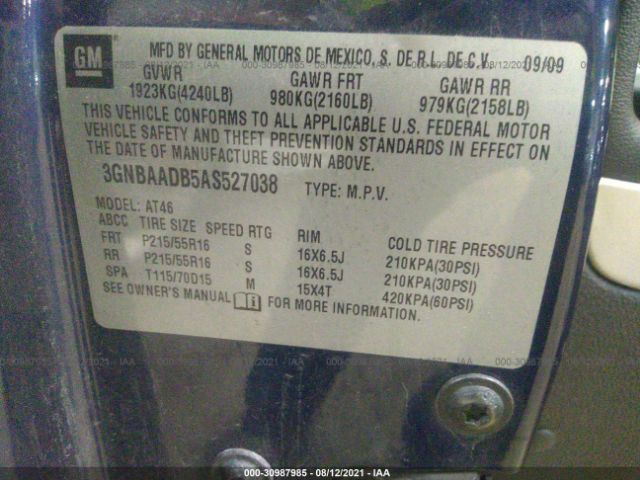 GM
MFD BY GENERAL MOTORS DE MEXICO, S. DE R.L. DE C.V. 09/09
GVWR GAWR FRT GAWR RR
1923KG(4240LB) 980KG(2160LB) 979KG(2158LB)
THIS VEHICLE CONFORMS TO ALL APPLICABLE U.S. FEDERAL MOTOR
VEHICLE SAFETY AND THEFT PREVENTION STANDARDS IN EFFECT ON
THE DATE OF MANUFACTURE SHOWN ABOVE.
3GNBAADB5AS527038 TYPE: M.P.V.
MODEL: AT46
ABCC TIRE SIZE SPEED RTG RIM COLD TIRE PRESSURE
FRT P215/55R16 S 16X6.5J 210KPA(30PSI)
RR P215/55R16 S 16X6.5J 210KPA(30PSI)
SPA T115/70D15 M 15X4T 420KPA(60PSI)
SEE OWNER'S MANUAL i FOR MORE INFORMATION.
000-30987985 - 08/12/2021 - IAA